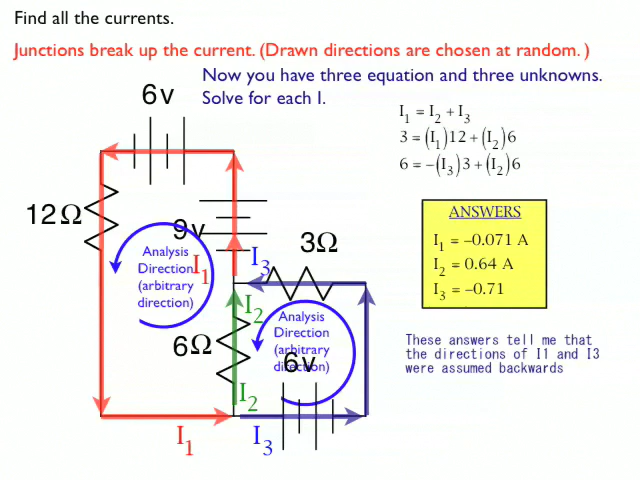 Find all the currents.
Junctions break up the current. (Drawn directions are chosen at random. )
Now you have three equation and three unknowns.
Solve for each I.
6v
I₁ = I₂ + I₃
3 = (I₁)12 + (I₂)6
6 = −(I₃)3 + (I₂)6
12Ω
9v
Analysis
Direction
(arbitrary
direction)
I₁
I₃
3Ω
ANSWERS
I₁ = −0.071 A
I₂ = 0.64 A
I₃ = −0.71
I₂
6Ω
Analysis
Direction
(arbitrary
direction)
6v
These answers tell me that
the directions of I1 and I3
were assumed backwards
I₂
I₁
I₃